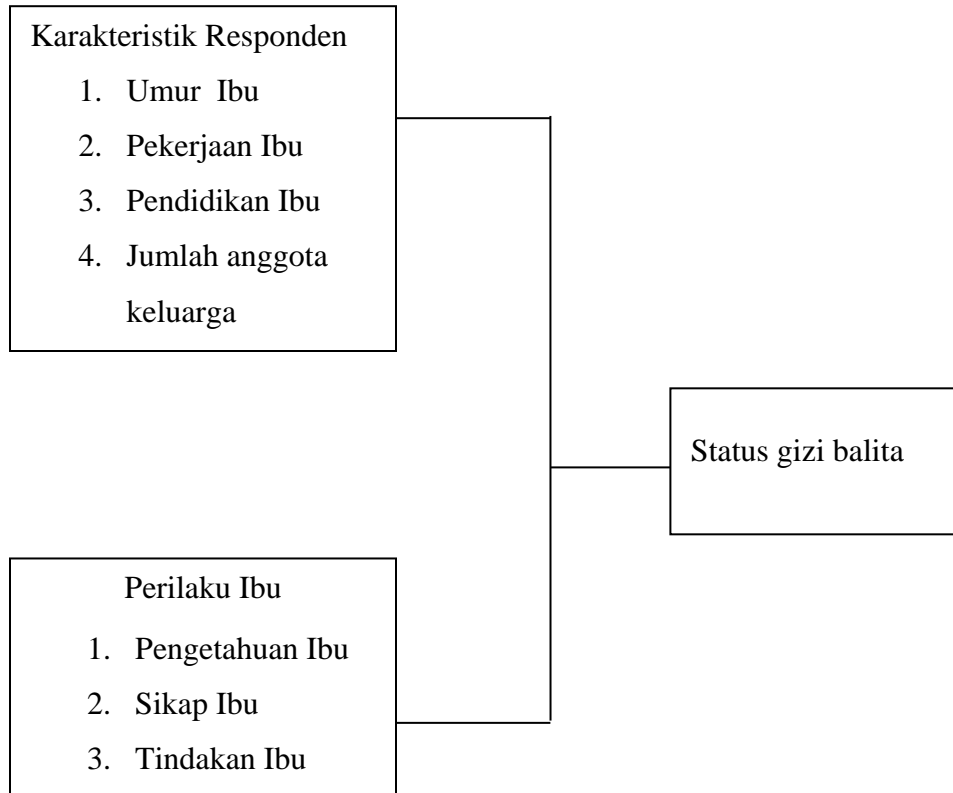 Karakteristik Responden
1. Umur Ibu
2. Pekerjaan Ibu
3. Pendidikan Ibu
4. Jumlah anggota
keluarga
Status gizi balita
Perilaku Ibu
1. Pengetahuan Ibu
2. Sikap Ibu
3. Tindakan Ibu